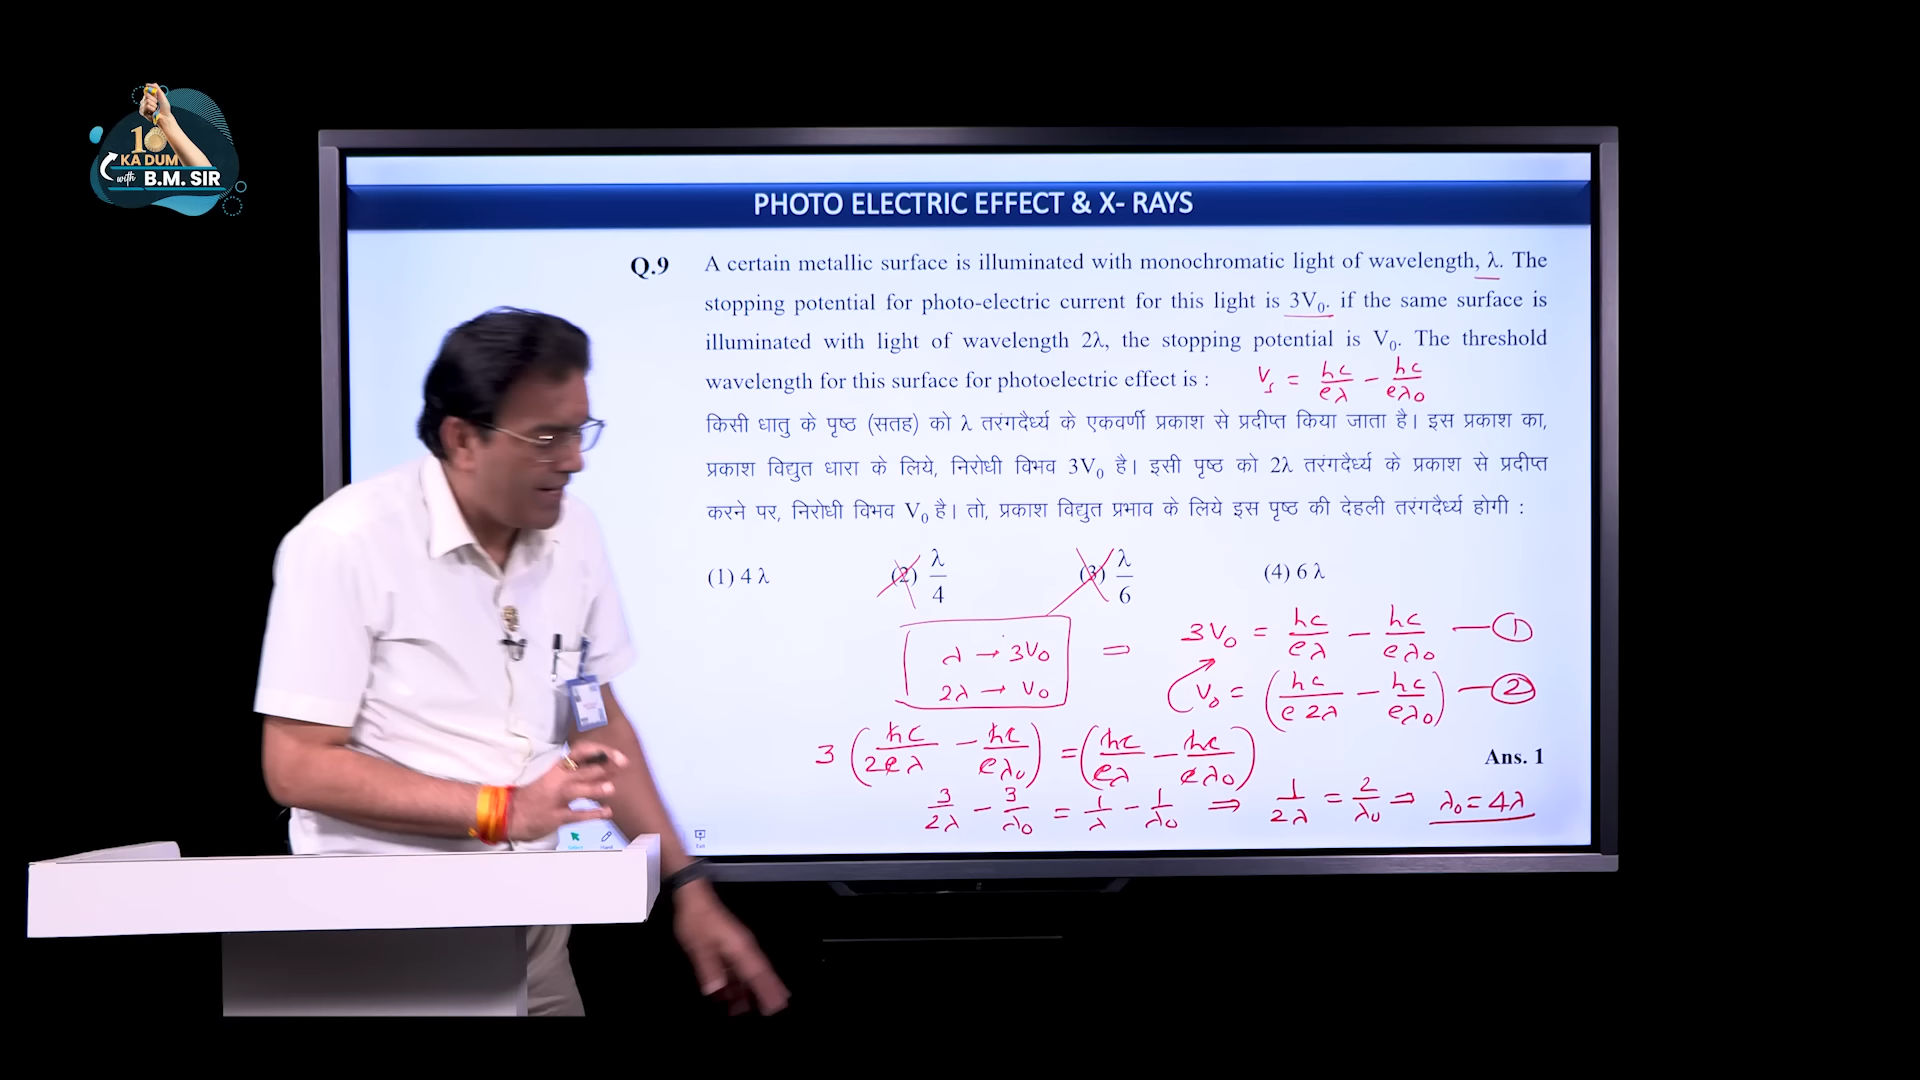 10
KA DUM
with B.M. SIR
PHOTO ELECTRIC EFFECT & X- RAYS
Q.9 A certain metallic surface is illuminated with monochromatic light of wavelength, λ. The
stopping potential for photo-electric current for this light is 3V₀. if the same surface is
illuminated with light of wavelength 2λ, the stopping potential is V₀. The threshold
wavelength for this surface for photoelectric effect is :
Vₛ = hc/eλ − hc/eλ₀
किसी धातु के पृष्ठ (सतह) को λ तरंगदैर्ध्य के एकवर्णी प्रकाश से प्रदीप्त किया जाता है। इस प्रकाश का,
प्रकाश विद्युत धारा के लिये, निरोधी विभव 3V₀ है। इसी पृष्ठ को 2λ तरंगदैर्ध्य के प्रकाश से प्रदीप्त
करने पर, निरोधी विभव V₀ है। तो, प्रकाश विद्युत प्रभाव के लिये इस पृष्ठ की देहली तरंगदैर्ध्य होगी :
(1) 4 λ (2) λ/4 (3) λ/6 (4) 6 λ
λ → 3V₀ = 3V₀ = hc/eλ − hc/eλ₀ — 1
2λ → V₀ V₀ = (hc/e2λ − hc/eλ₀) — 2
3 (hc/2eλ − hc/eλ₀) = (hc/eλ − hc/eλ₀)
Ans. 1
3/2λ − 3/λ₀ = 1/λ − 1/λ₀ ⇒ 1/2λ = 2/λ₀ ⇒ λ₀ = 4λ
Select Hand Exit